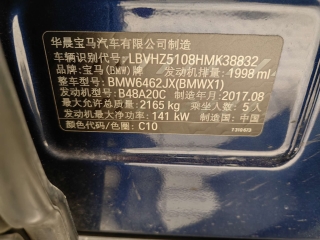 华晨宝马汽车有限公司制造
车辆识别代号: LBVHZ5108HMK38832
品牌: 宝马(BMW)牌 发动机排量: 1998 ml
整车型号: BMW6462JX(BMWX1)
发动机型号: B48A20C 制造年月: 2017.08
最大允许总质量: 2165 kg 乘坐人数: 5人
发动机最大净功率: 141 kW 制造国: 中国
颜色代码/色圈: C10